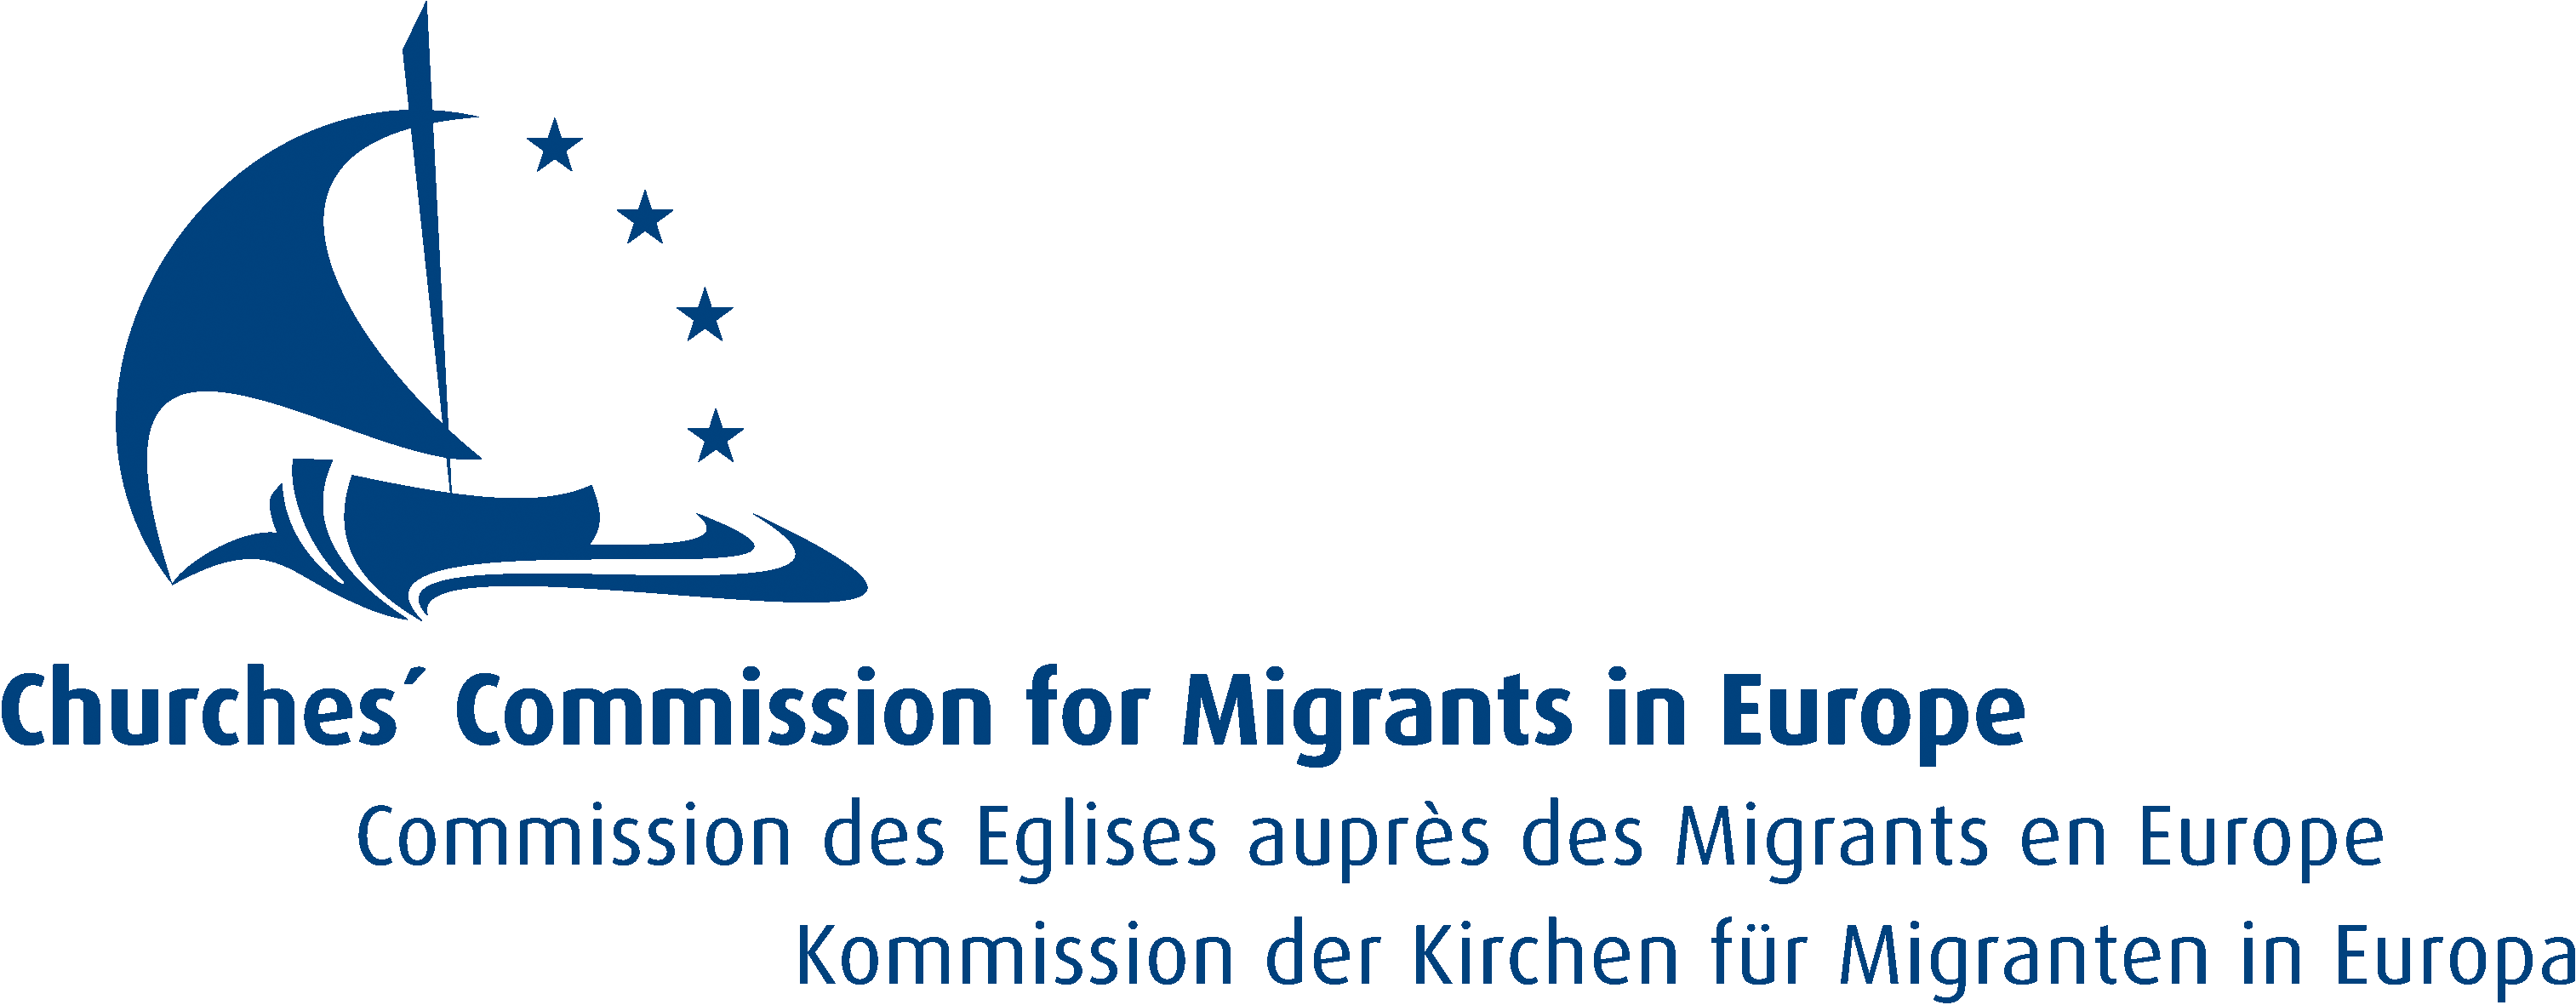 Churches´ Commission for Migrants in Europe
Commission des Eglises auprès des Migrants en Europe
Kommission der Kirchen für Migranten in Europa